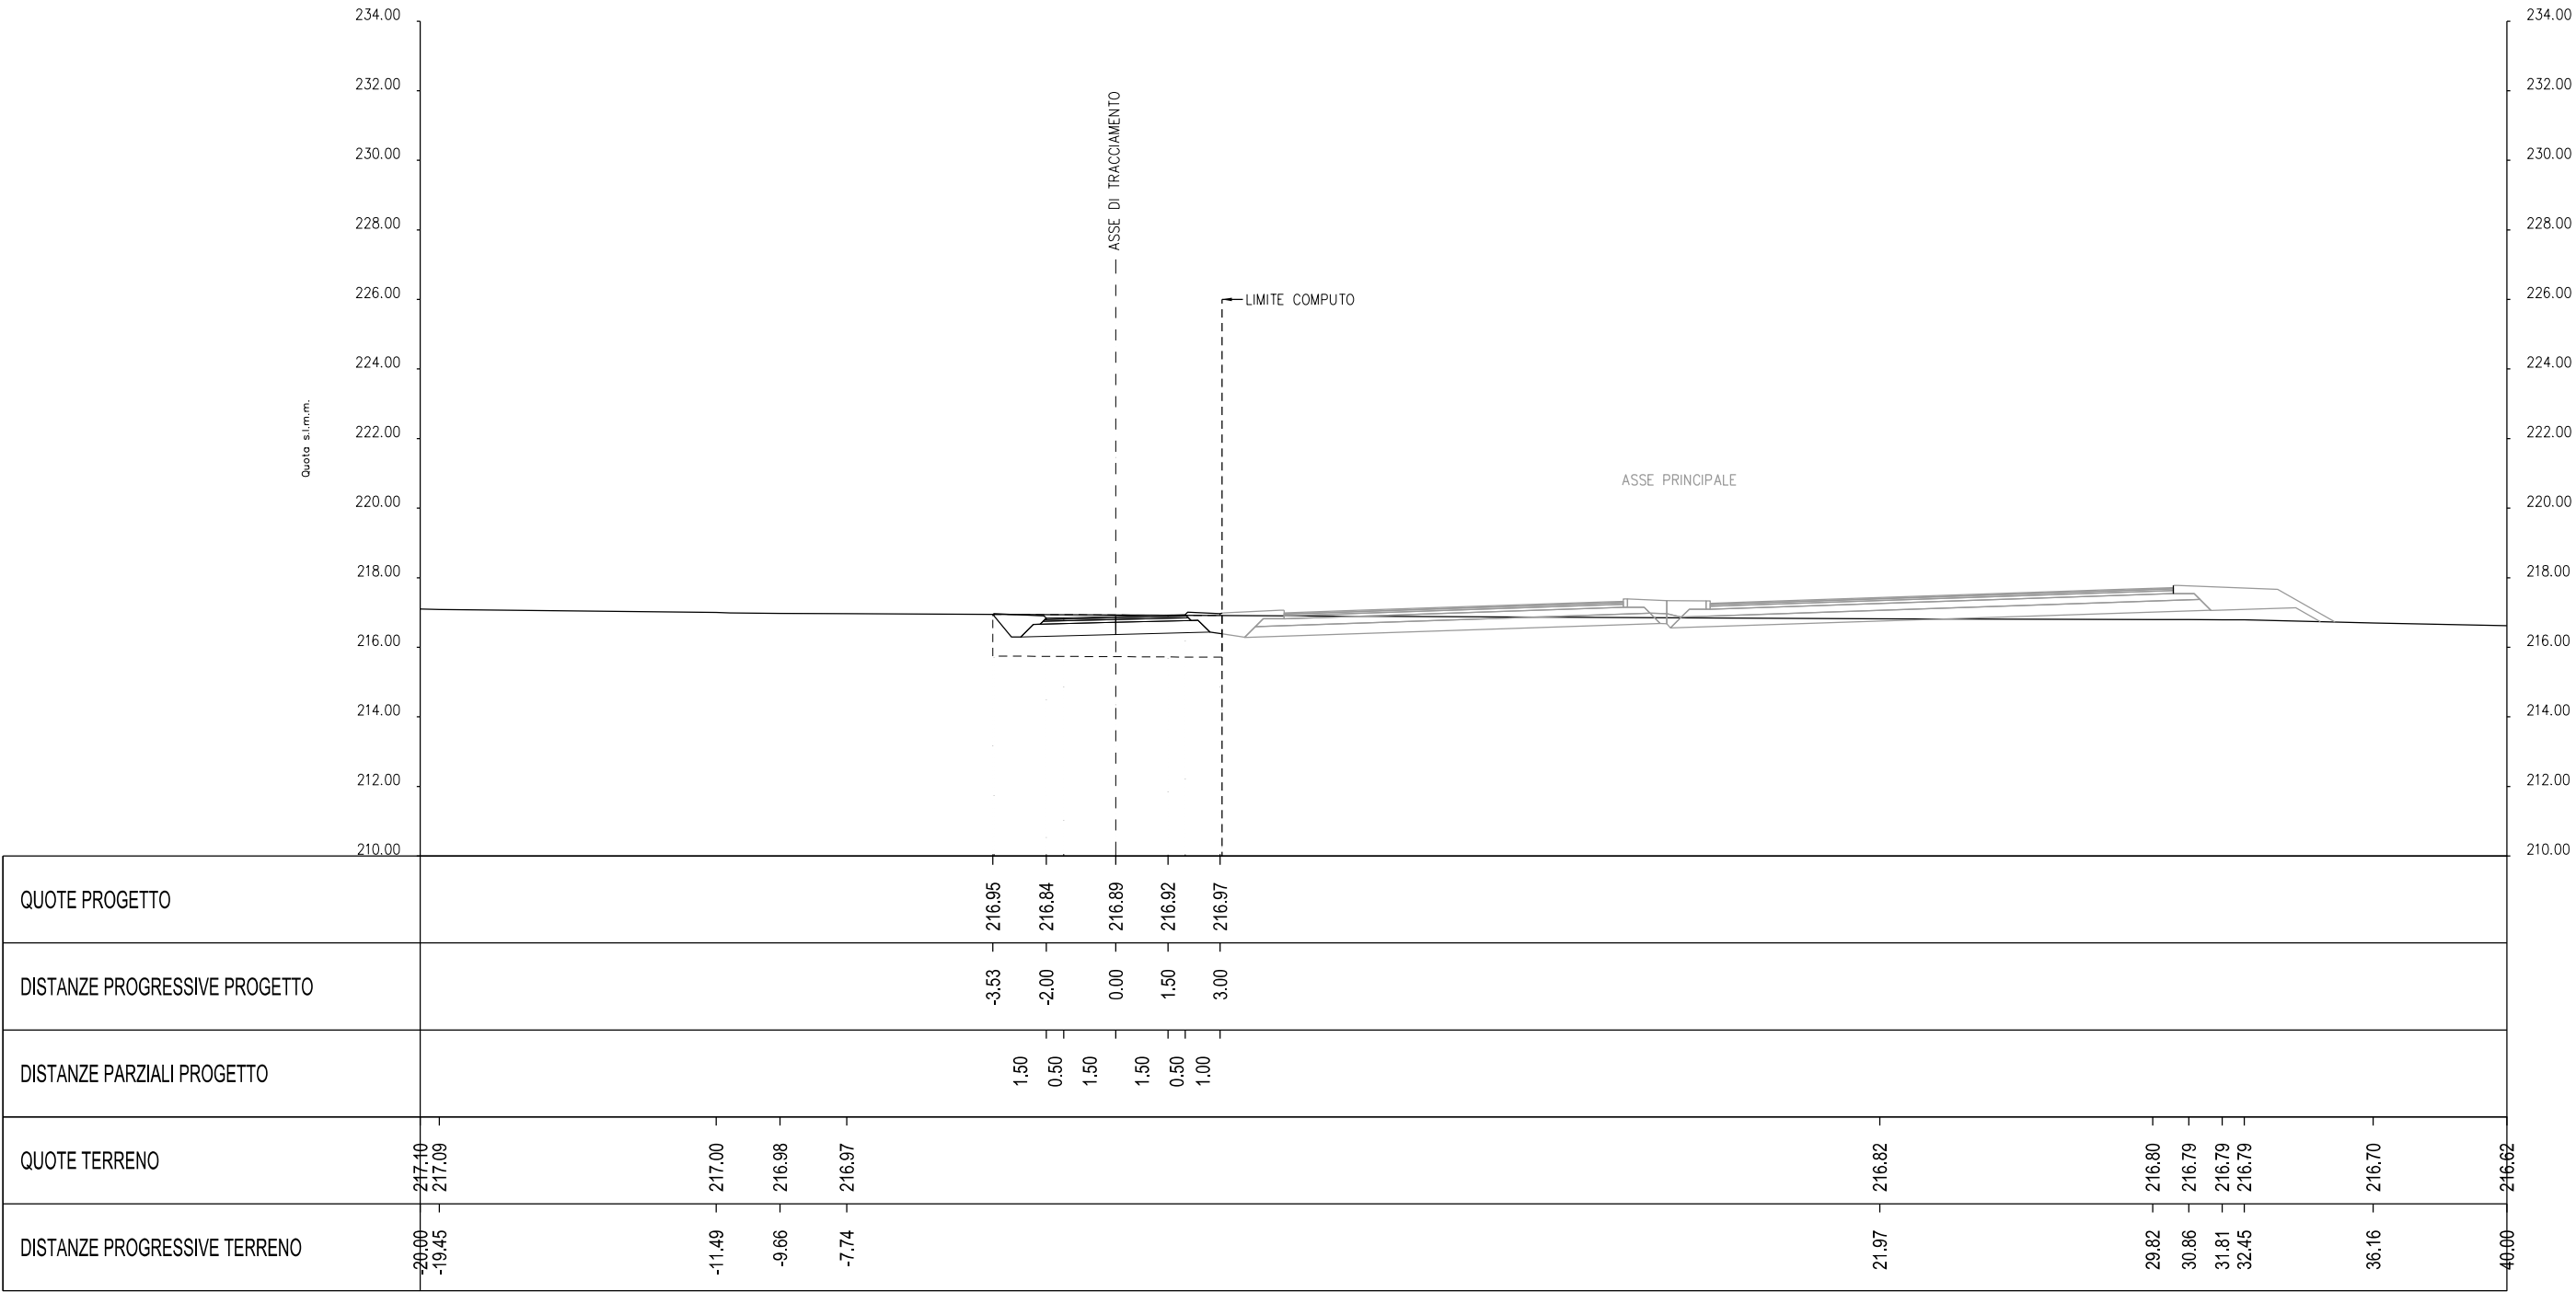 234.00 234.00
232.00 232.00
230.00 230.00
228.00 228.00
226.00 226.00
224.00 224.00
222.00 222.00
220.00 220.00
218.00 218.00
216.00 216.00
214.00 214.00
212.00 212.00
210.00 210.00
Quota s.l.m.m.
ASSE DI TRACCIAMENTO
LIMITE COMPUTO
ASSE PRINCIPALE
QUOTE PROGETTO 216.95 216.84 216.89 216.92 216.97
DISTANZE PROGRESSIVE PROGETTO -3.53 -2.00 0.00 1.50 3.00
DISTANZE PARZIALI PROGETTO 1.50 0.50 1.50 1.50 0.50 1.00
QUOTE TERRENO 217.10 217.09 217.00 216.98 216.97 216.82 216.80 216.79 216.79 216.79 216.70 216.62
DISTANZE PROGRESSIVE TERRENO -20.00 -19.45 -11.49 -9.66 -7.74 21.97 29.82 30.86 31.81 32.45 36.16 40.00